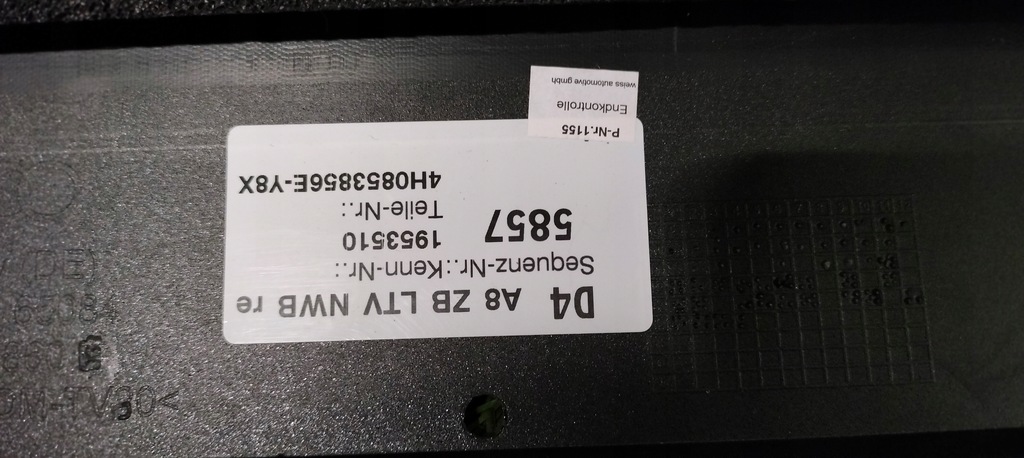 D4 A8 ZB LTV NWB re
Sequenz-Nr.:Kenn-Nr.:
5857 1953510
Teile-Nr.:
4H0853856E-Y8X
P-Nr.1155
Endkontrolle
weiss automotive gmbh